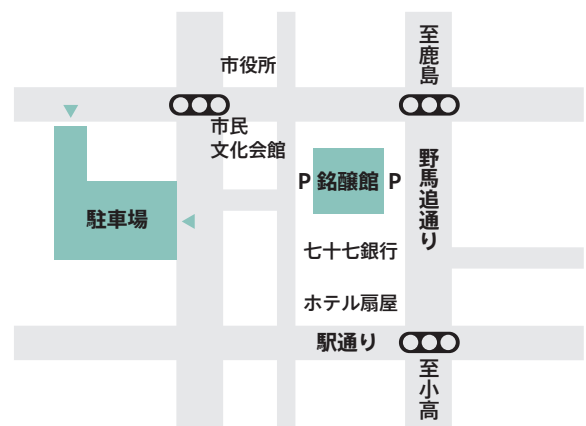 至鹿島
市役所
市民
文化会館
P 銘醸館 P
野馬追通り
駐車場
七十七銀行
ホテル扇屋
駅通り
至小高